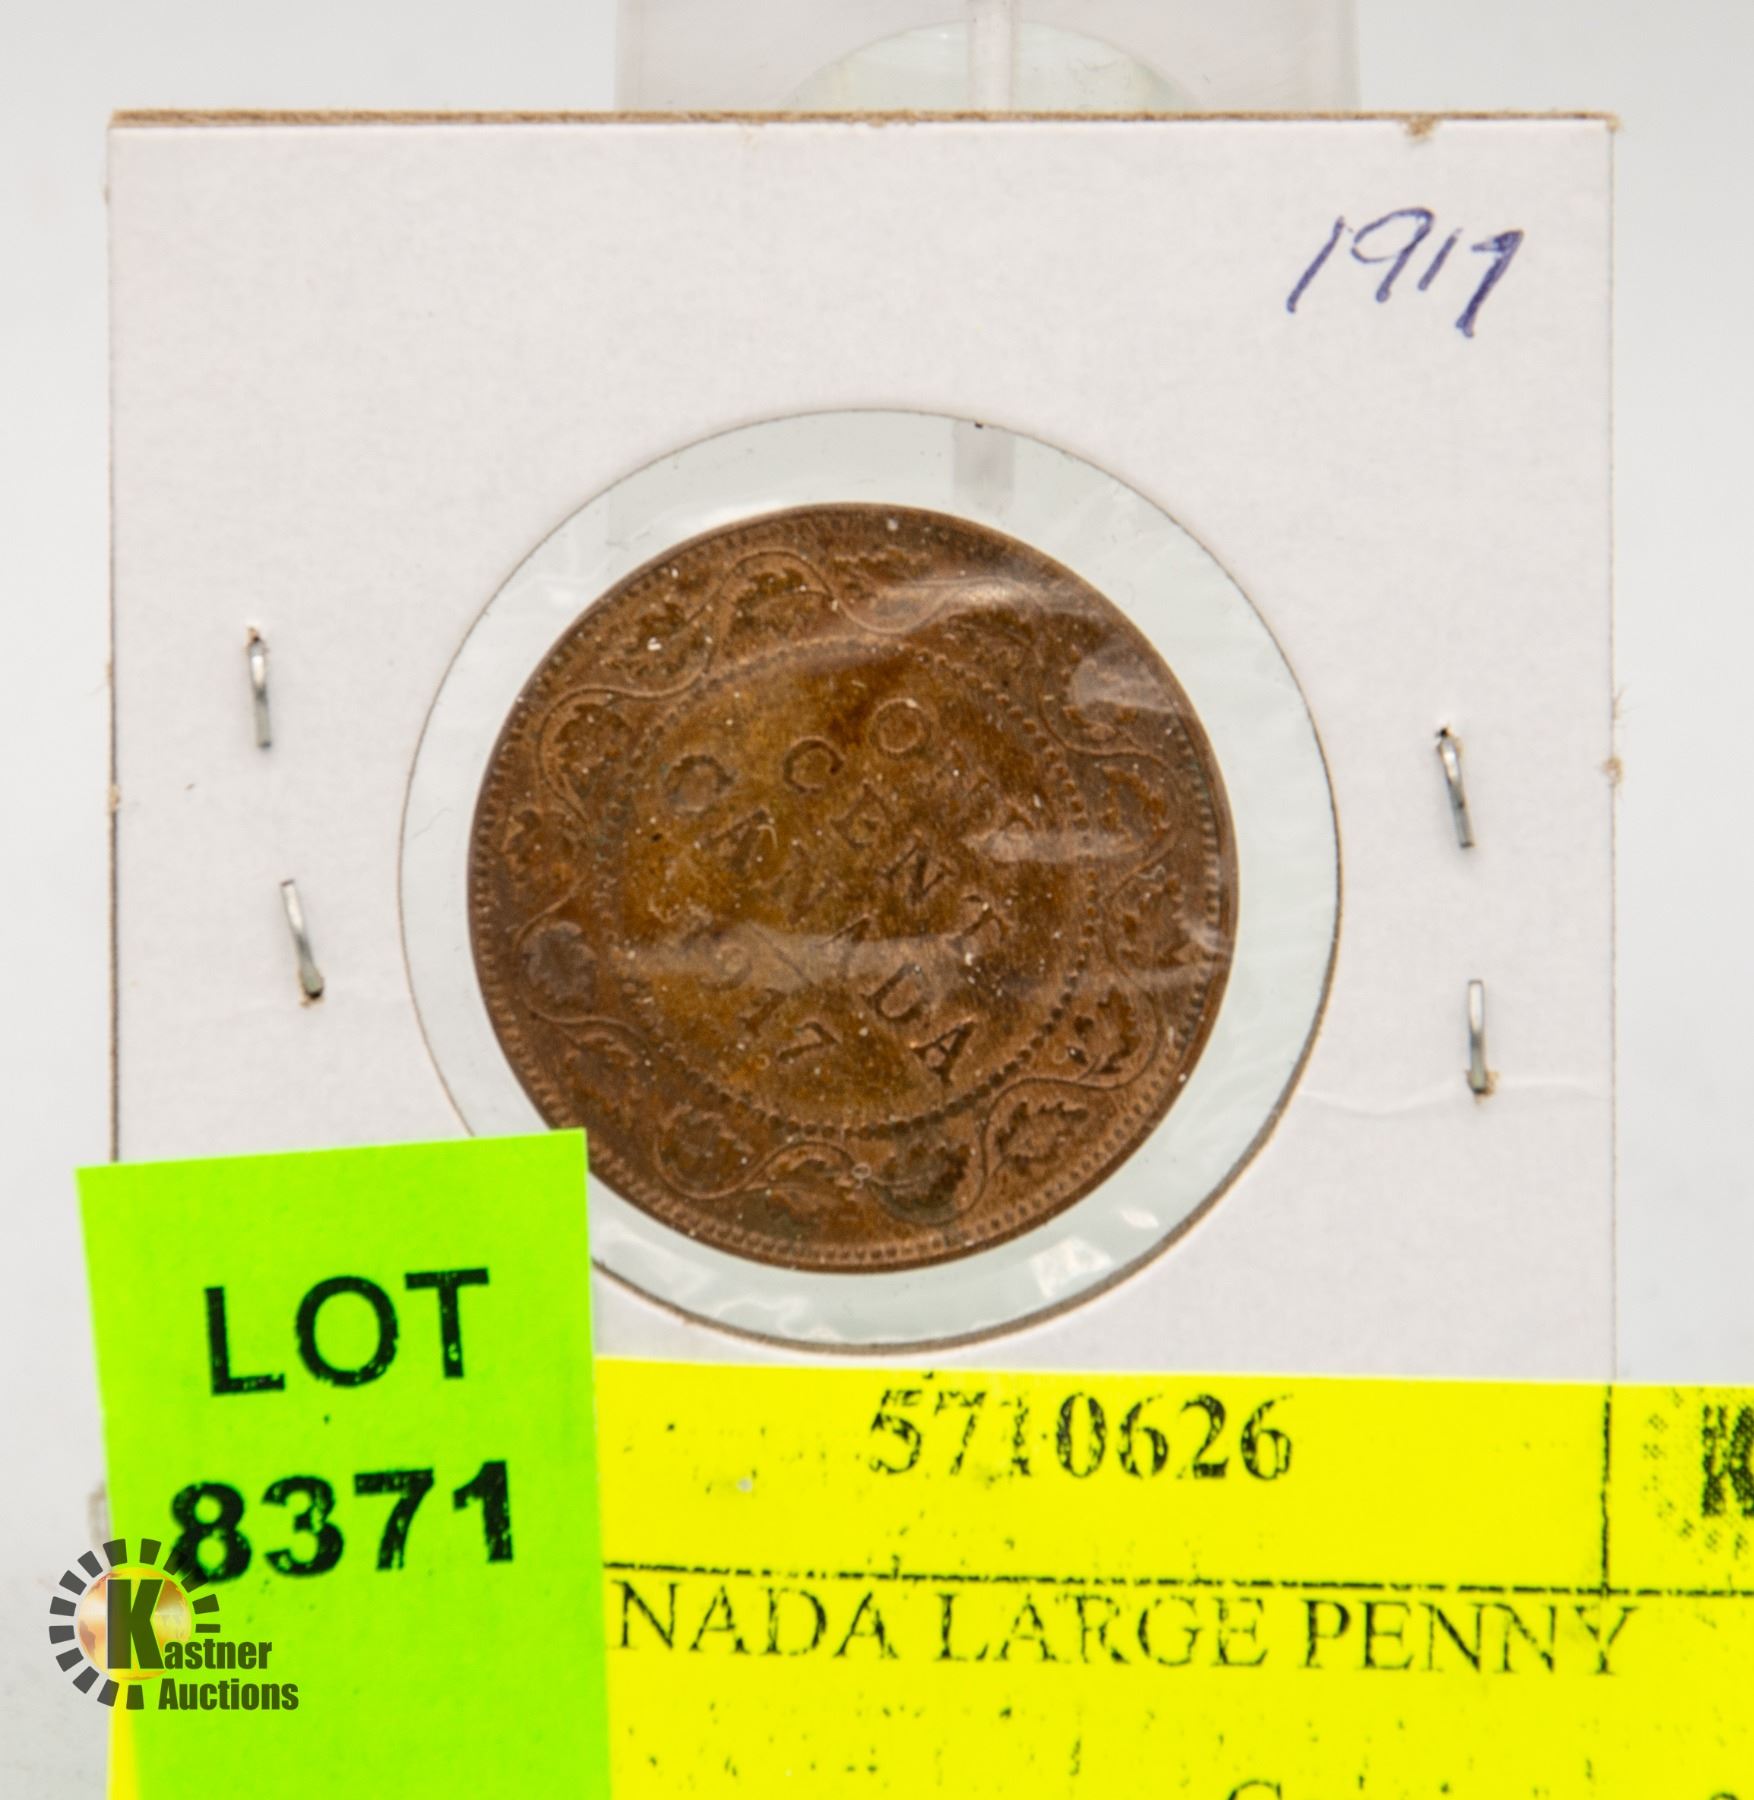 1917
ONE
CENT
CANADA
1917
LOT
8371
5710626
NADA LARGE PENNY
Kastner
Auctions